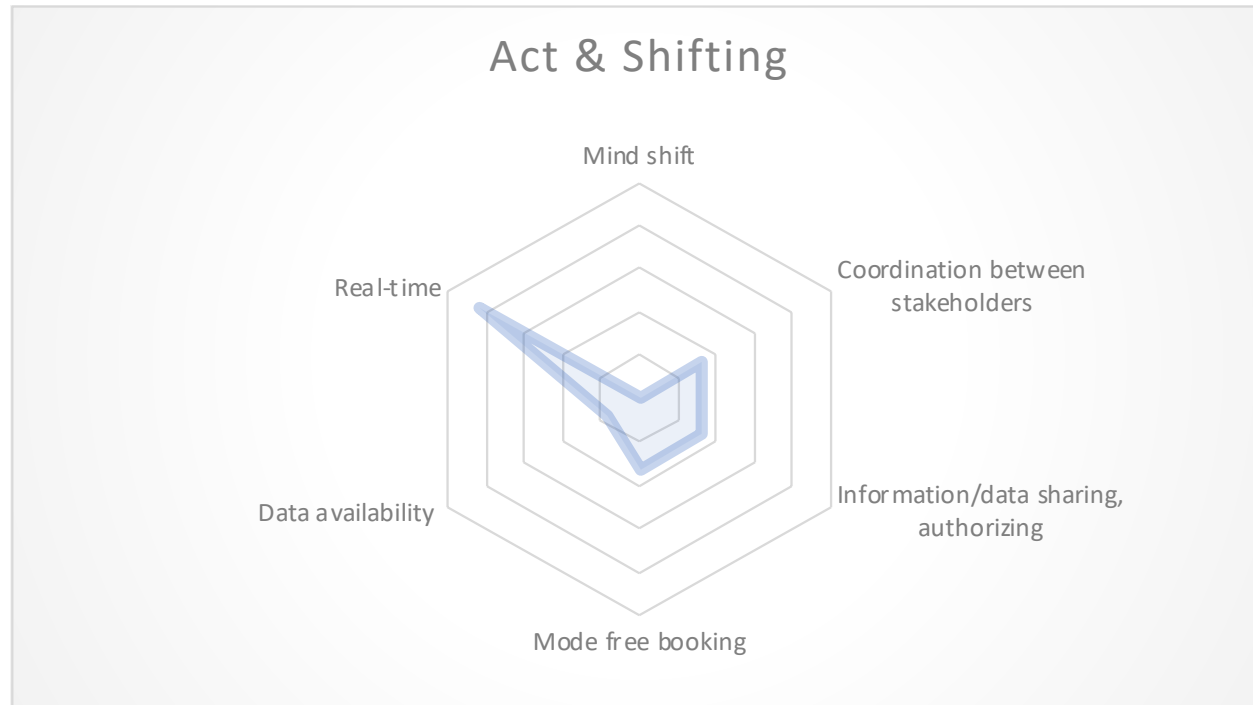 Act & Shifting
Mind shift
Coordination between
stakeholders
Real-time
Information/data sharing,
authorizing
Data availability
Mode free booking